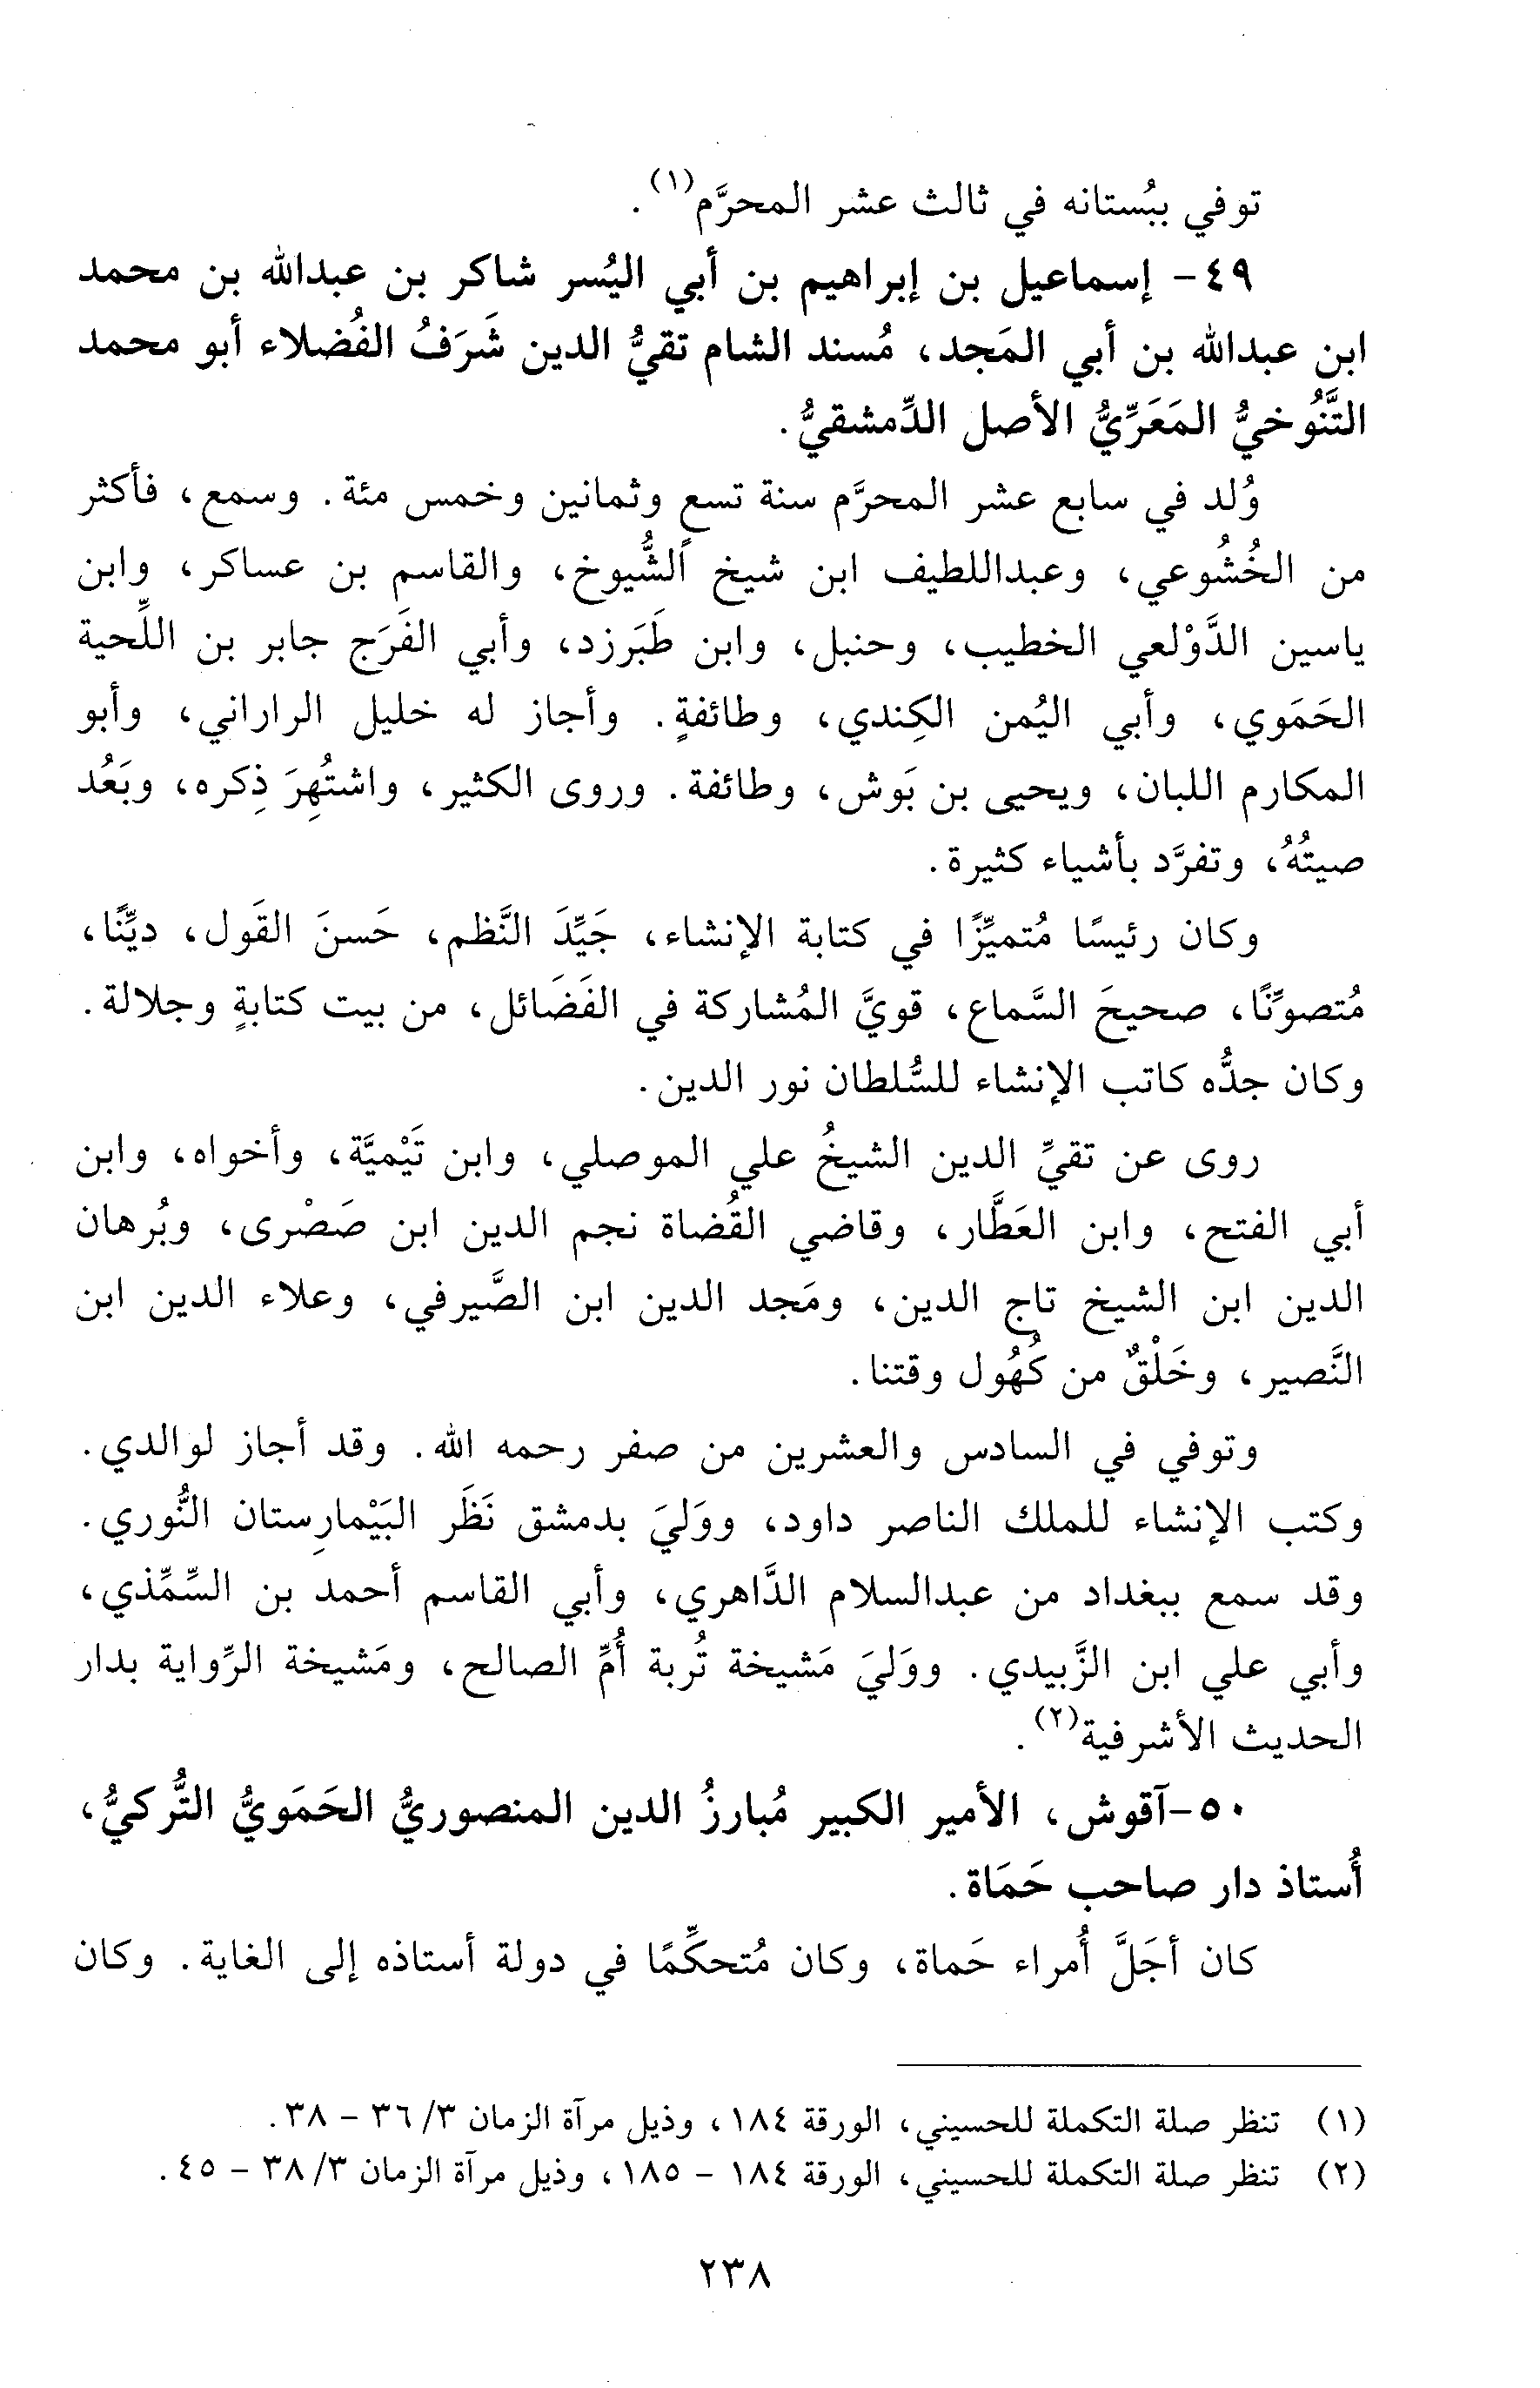 توفي ببُستانه في ثالث عشر المحرَّم(١).
٤٩- إسماعيل بن إبراهيم بن أبي اليُسر شاكر بن عبدالله بن محمد
ابن عبدالله بن أبي المَجد، مُسند الشام تقيُّ الدين شَرَفُ الفُضلاء أبو محمد
التَّنُوخيُّ المَعَرِّيُّ الأصل الدِّمشقيُّ.
وُلد في سابع عشر المحرَّم سنة تسعٍ وثمانين وخمس مئة. وسمع، فأكثر
من الخُشُوعي، وعبداللطيف ابن شيخ الشُّيوخ، والقاسم بن عساكر، وابن
ياسين الدَّوْلعي الخطيب، وحنبل، وابن طَبَرزد، وأبي الفَرَج جابر بن اللِّحية
الحَمَوي، وأبي اليُمن الكِندي، وطائفةٍ. وأجاز له خليل الراراني، وأبو
المكارم اللبان، ويحيى بن بَوش، وطائفة. وروى الكثير، واشتُهِرَ ذِكره، وبَعُد
صيتُهُ، وتفرَّد بأشياء كثيرة.
وكان رئيسًا مُتميِّزًا في كتابة الإنشاء، جَيِّدَ النَّظم، حَسنَ القَول، ديِّنًا،
مُتصوِّنًا، صحيحَ السَّماع، قويَّ المُشاركة في الفَضَائل، من بيت كتابةٍ وجلالة.
وكان جدُّه كاتب الإنشاء للسُّلطان نور الدين.
روى عن تقيِّ الدين الشيخُ علي الموصلي، وابن تَيْميَّة، وأخواه، وابن
أبي الفتح، وابن العَطَّار، وقاضي القُضاة نجم الدين ابن صَصْرى، وبُرهان
الدين ابن الشيخ تاج الدين، ومَجد الدين ابن الصَّيرفي، وعلاء الدين ابن
النَّصير، وخَلْقٌ من كُهُول وقتنا.
وتوفي في السادس والعشرين من صفر رحمه الله. وقد أجاز لوالدي.
وكتب الإنشاء للملك الناصر داود، ووَليَ بدمشق نَظَر البَيْمارِستان النُّوري.
وقد سمع ببغداد من عبدالسلام الدَّاهري، وأبي القاسم أحمد بن السِّمِّذي،
وأبي علي ابن الزَّبيدي. ووَليَ مَشيخة تُربة أُمِّ الصالح، ومَشيخة الرِّواية بدار
الحديث الأشرفية(٢).
٥٠-آقوش، الأمير الكبير مُبارزُ الدين المنصوريُّ الحَمَويُّ التُّركيُّ،
أُستاذ دار صاحب حَمَاة.
كان أجَلَّ أُمراء حَماة، وكان مُتحكِّمًا في دولة أستاذه إلى الغاية. وكان
(١) تنظر صلة التكملة للحسيني، الورقة ١٨٤، وذيل مرآة الزمان ٣/ ٣٦ - ٣٨.
(٢) تنظر صلة التكملة للحسيني، الورقة ١٨٤ - ١٨٥، وذيل مرآة الزمان ٣/ ٣٨ - ٤٥.
٢٣٨